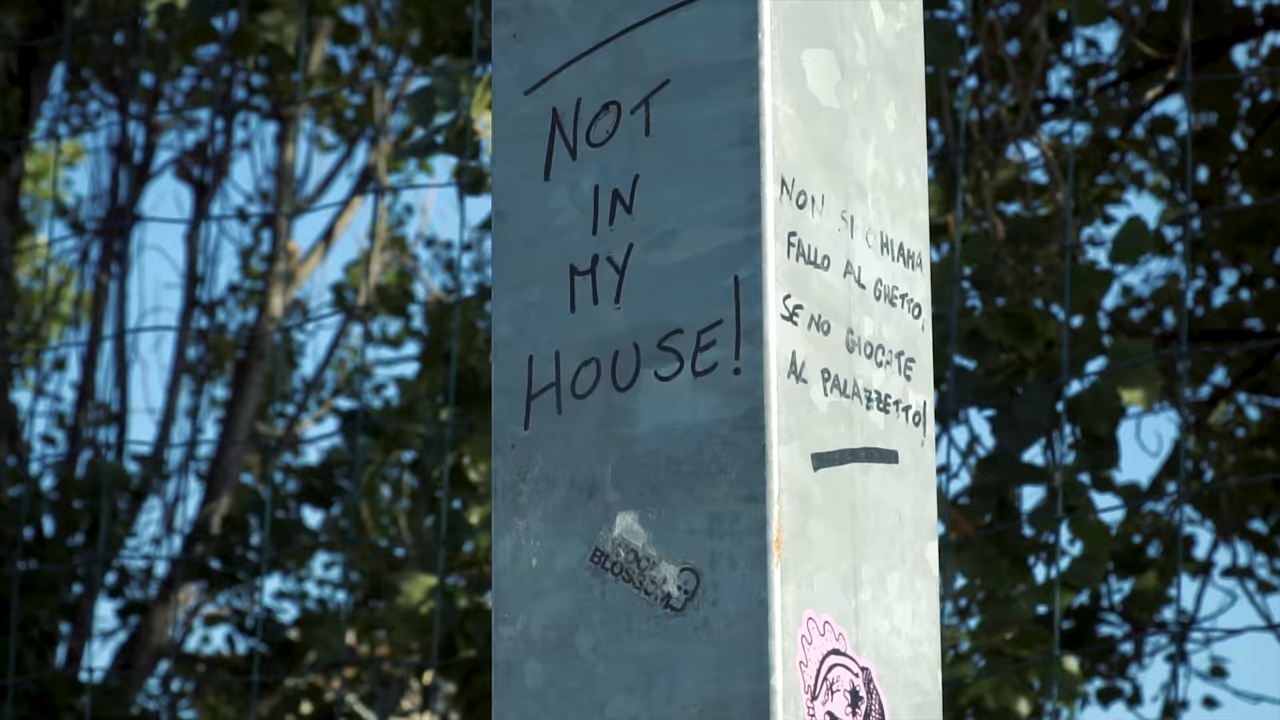 NOT
IN
MY
HOUSE!
NON SI CHIAMA
FALLO AL GHETTO,
SE NO GIOCATE
AL PALAZZETTO!
BLOSSOM